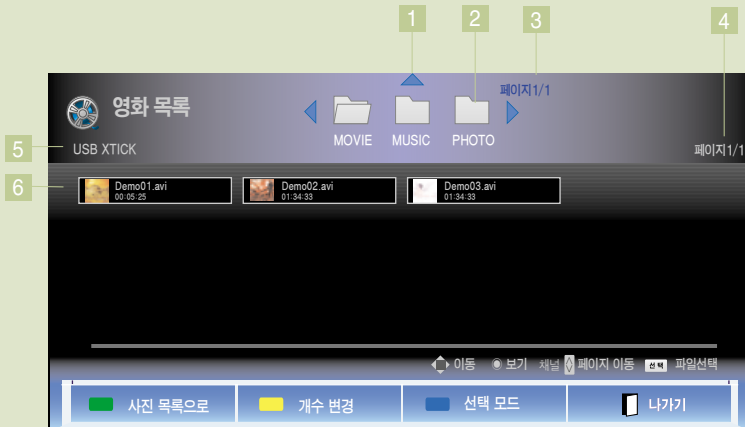 1 2 3 4
페이지1/1
영화 목록
MOVIE MUSIC PHOTO
5 USB XTICK 페이지1/1
6
Demo01.avi Demo02.avi Demo03.avi
00:05:25 01:34:33 01:34:33
이동 보기 채널 페이지 이동 선택 파일선택
사진 목록으로 개수 변경 선택 모드 나가기